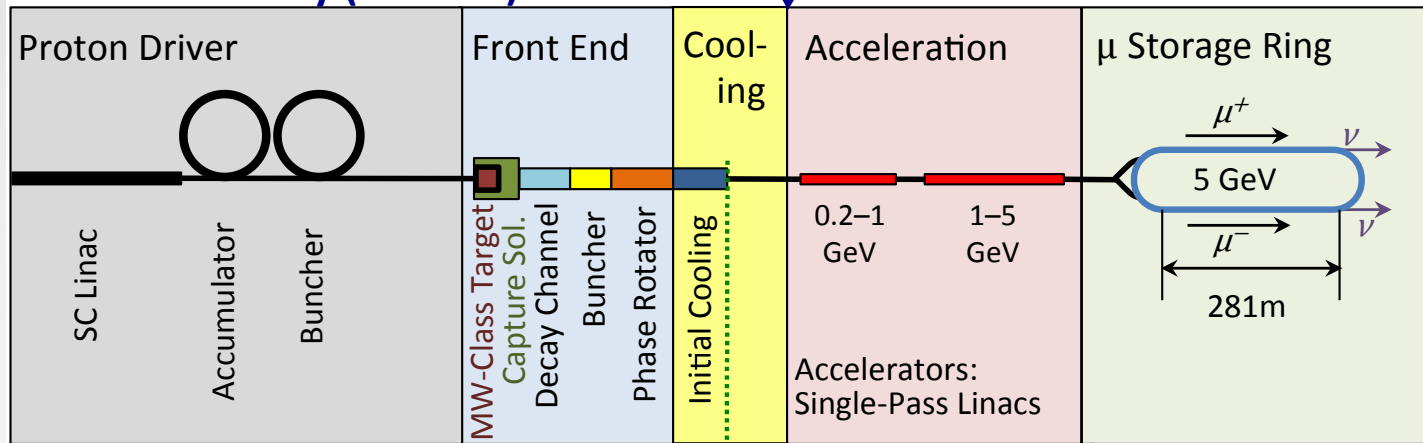 Proton Driver
SC Linac
Accumulator
Buncher
Front End
MW-Class Target
Capture Sol.
Decay Channel
Buncher
Phase Rotator
Cool-
ing
Initial Cooling
Acceleration
0.2–1
GeV
1–5
GeV
Accelerators:
Single-Pass Linacs
μ Storage Ring
μ+
ν
5 GeV
ν
μ−
281m